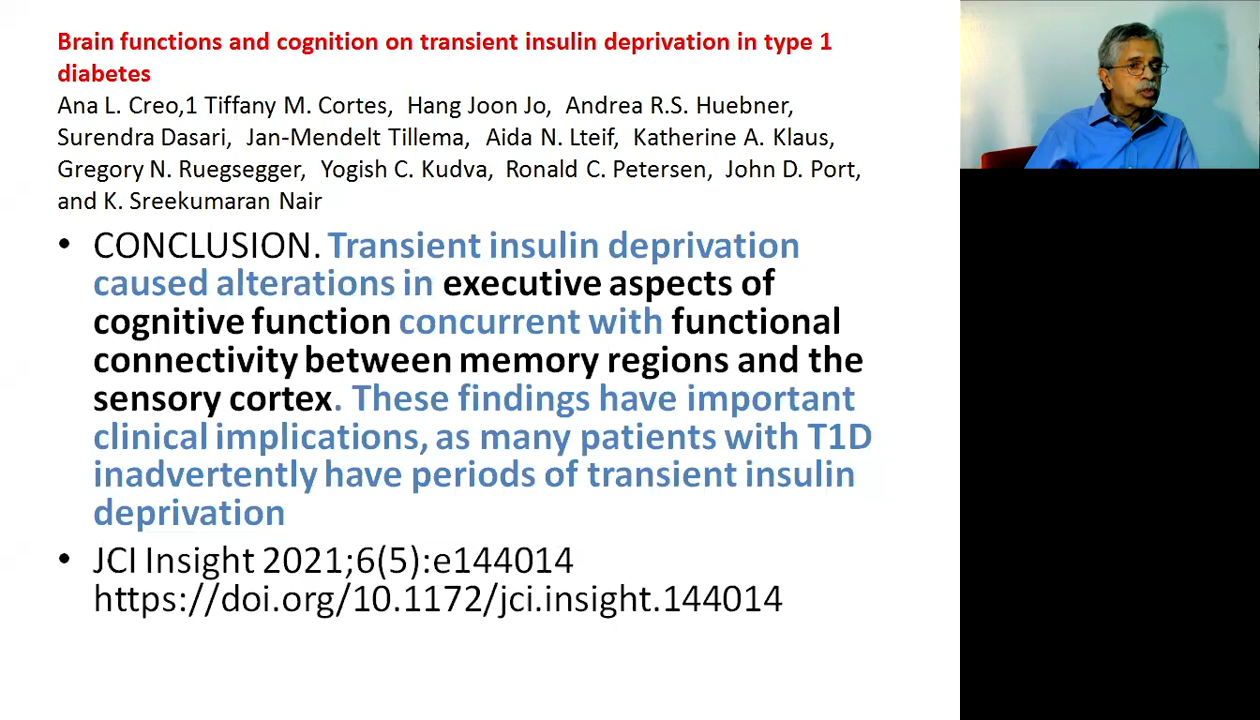 Brain functions and cognition on transient insulin deprivation in type 1
diabetes
Ana L. Creo,1 Tiffany M. Cortes, Hang Joon Jo, Andrea R.S. Huebner,
Surendra Dasari, Jan-Mendelt Tillema, Aida N. Lteif, Katherine A. Klaus,
Gregory N. Ruegsegger, Yogish C. Kudva, Ronald C. Petersen, John D. Port,
and K. Sreekumaran Nair
• CONCLUSION. Transient insulin deprivation
caused alterations in executive aspects of
cognitive function concurrent with functional
connectivity between memory regions and the
sensory cortex. These findings have important
clinical implications, as many patients with T1D
inadvertently have periods of transient insulin
deprivation
• JCI Insight 2021;6(5):e144014
https://doi.org/10.1172/jci.insight.144014